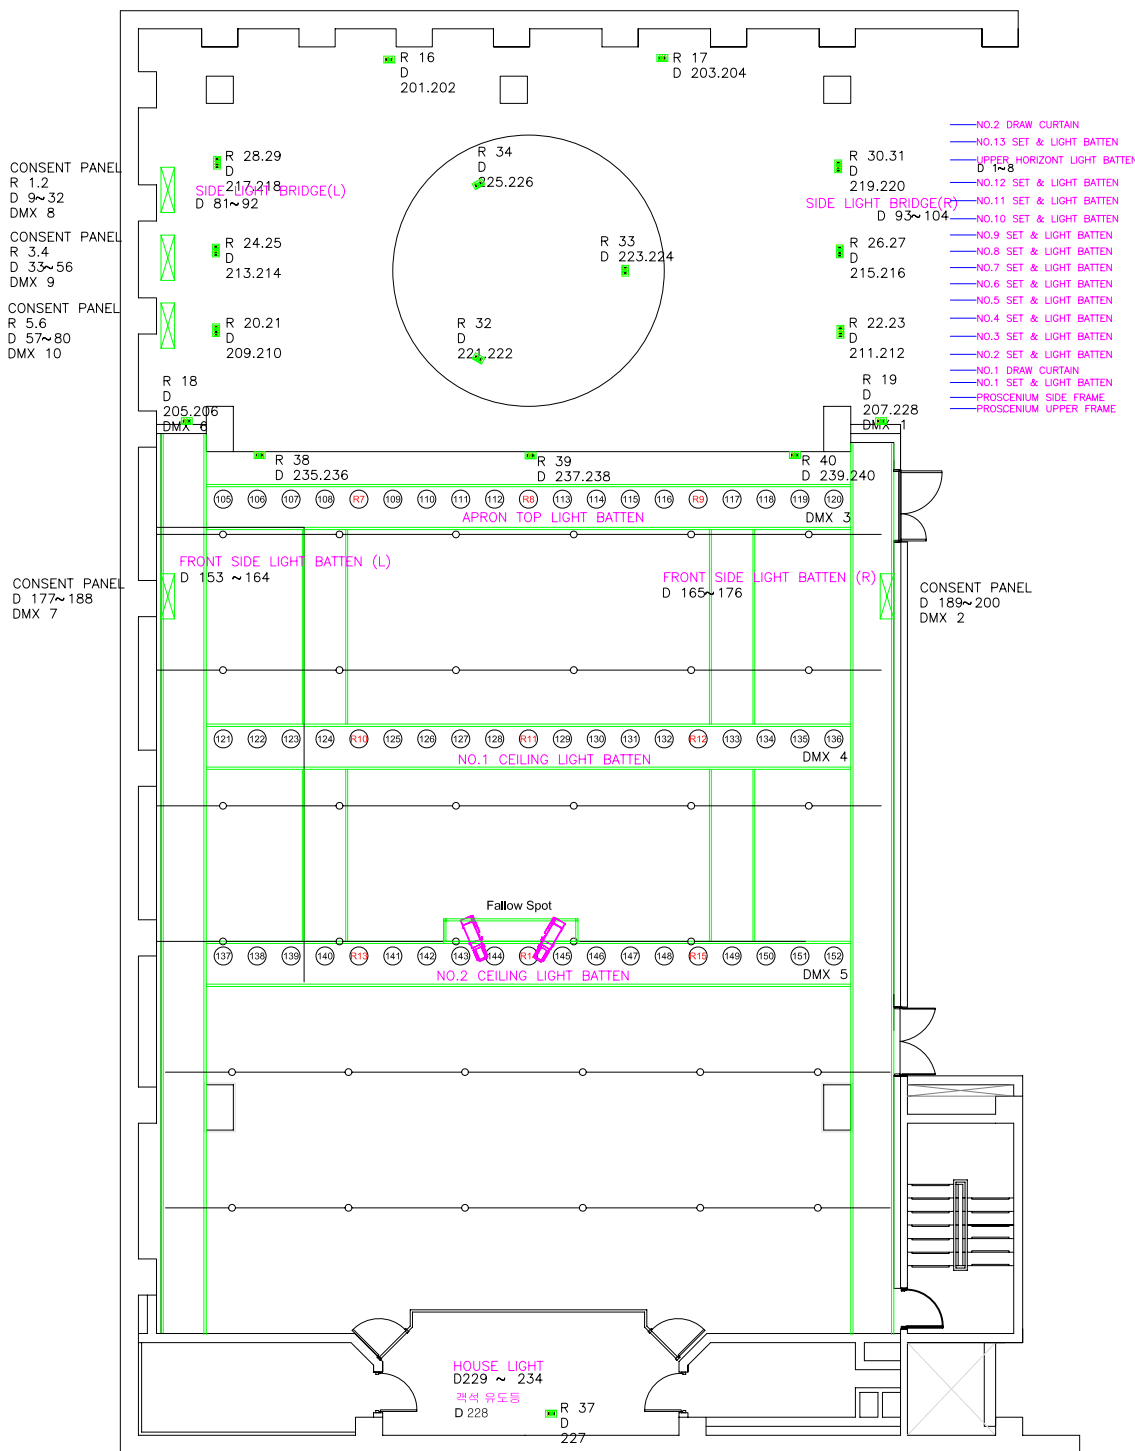 R 16
D
201.202
R 17
D 203.204
CONSENT PANEL
R 1.2
D 9~32
DMX 8
R 28.29
D
217.218
SIDE LIGHT BRIDGE(L)
D 81~92
R 34
D
225.226
R 30.31
D
219.220
SIDE LIGHT BRIDGE(R)
D 93~104
CONSENT PANEL
R 3.4
D 33~56
DMX 9
R 24.25
D
213.214
R 33
D 223.224
R 26.27
D
215.216
CONSENT PANEL
R 5.6
D 57~80
DMX 10
R 20.21
D
209.210
R 32
D
221.222
R 22.23
D
211.212
NO.2 DRAW CURTAIN
NO.13 SET & LIGHT BATTEN
UPPER HORIZONT LIGHT BATTEN
D 1~8
NO.12 SET & LIGHT BATTEN
NO.11 SET & LIGHT BATTEN
NO.10 SET & LIGHT BATTEN
NO.9 SET & LIGHT BATTEN
NO.8 SET & LIGHT BATTEN
NO.7 SET & LIGHT BATTEN
NO.6 SET & LIGHT BATTEN
NO.5 SET & LIGHT BATTEN
NO.4 SET & LIGHT BATTEN
NO.3 SET & LIGHT BATTEN
NO.2 SET & LIGHT BATTEN
NO.1 DRAW CURTAIN
NO.1 SET & LIGHT BATTEN
PROSCENIUM SIDE FRAME
PROSCENIUM UPPER FRAME
R 18
D
205.206
DMX 6
R 19
D
207.228
DMX 1
R 38
D 235.236
R 39
D 237.238
R 40
D 239.240
105 106 107 108 R7 109 110 111 112 R8 113 114 115 116 R9 117 118 119 120
APRON TOP LIGHT BATTEN
DMX 3
FRONT SIDE LIGHT BATTEN (L)
D 153 ~164
FRONT SIDE LIGHT BATTEN (R)
D 165~176
CONSENT PANEL
D 177~188
DMX 7
CONSENT PANEL
D 189~200
DMX 2
121 122 123 124 R10 125 126 127 128 R11 129 130 131 132 R12 133 134 135 136
NO.1 CEILING LIGHT BATTEN
DMX 4
Fallow Spot
137 138 139 140 R13 141 142 143 144 R14 145 146 147 148 R15 149 150 151 152
NO.2 CEILING LIGHT BATTEN
DMX 5
HOUSE LIGHT
D229 ~ 234
객석 유도등
D 228
R 37
D
227